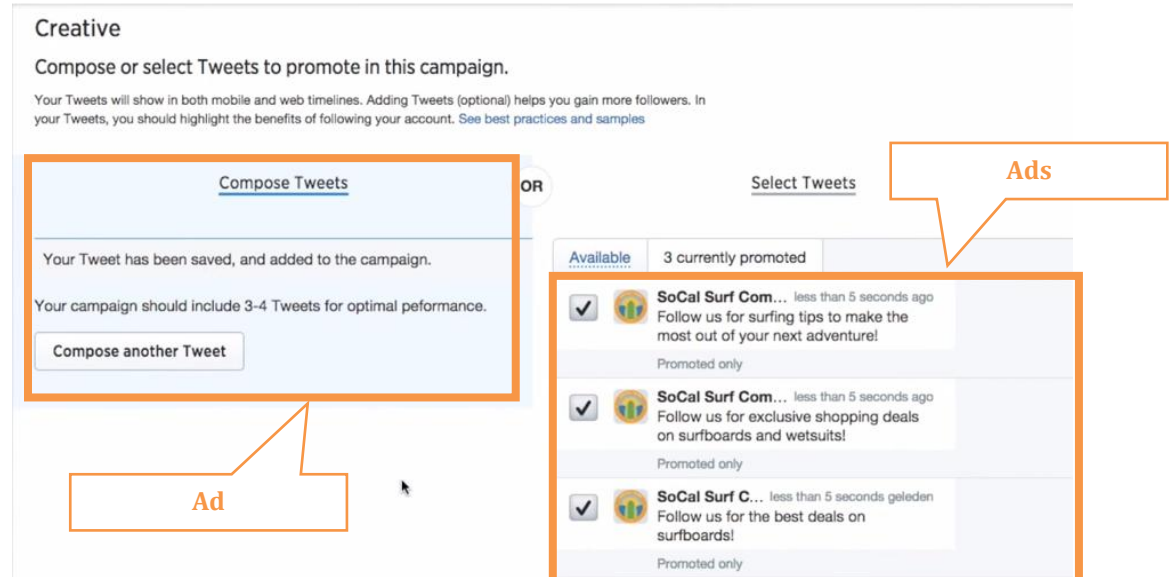 Creative
Compose or select Tweets to promote in this campaign.
Your Tweets will show in both mobile and web timelines. Adding Tweets (optional) helps you gain more followers. In
your Tweets, you should highlight the benefits of following your account. See best practices and samples
Compose Tweets
OR
Select Tweets
Ads
Your Tweet has been saved, and added to the campaign.
Your campaign should include 3-4 Tweets for optimal peformance.
Compose another Tweet
Ad
Available
3 currently promoted
SoCal Surf Com... less than 5 seconds ago
Follow us for surfing tips to make the
most out of your next adventure!
Promoted only
SoCal Surf Com... less than 5 seconds ago
Follow us for exclusive shopping deals
on surfboards and wetsuits!
Promoted only
SoCal Surf C... less than 5 seconds geleden
Follow us for the best deals on
surfboards!
Promoted only